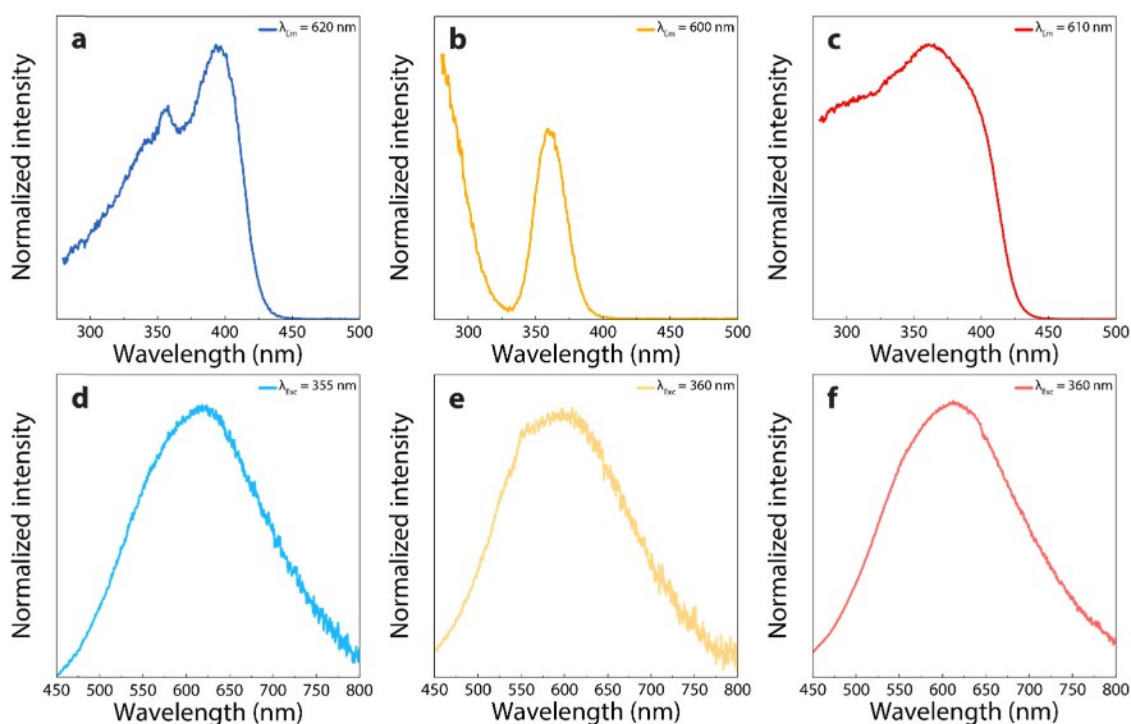 a
λEm = 620 nm
b
λEm = 600 nm
c
λEm = 610 nm
Normalized intensity
Normalized intensity
Normalized intensity
300 350 400 450 500
300 350 400 450 500
300 350 400 450 500
Wavelength (nm)
Wavelength (nm)
Wavelength (nm)
d
λExc = 355 nm
e
λExc = 360 nm
f
λExc = 360 nm
Normalized intensity
Normalized intensity
Normalized intensity
450 500 550 600 650 700 750 800
450 500 550 600 650 700 750 800
450 500 550 600 650 700 750 800
Wavelength (nm)
Wavelength (nm)
Wavelength (nm)